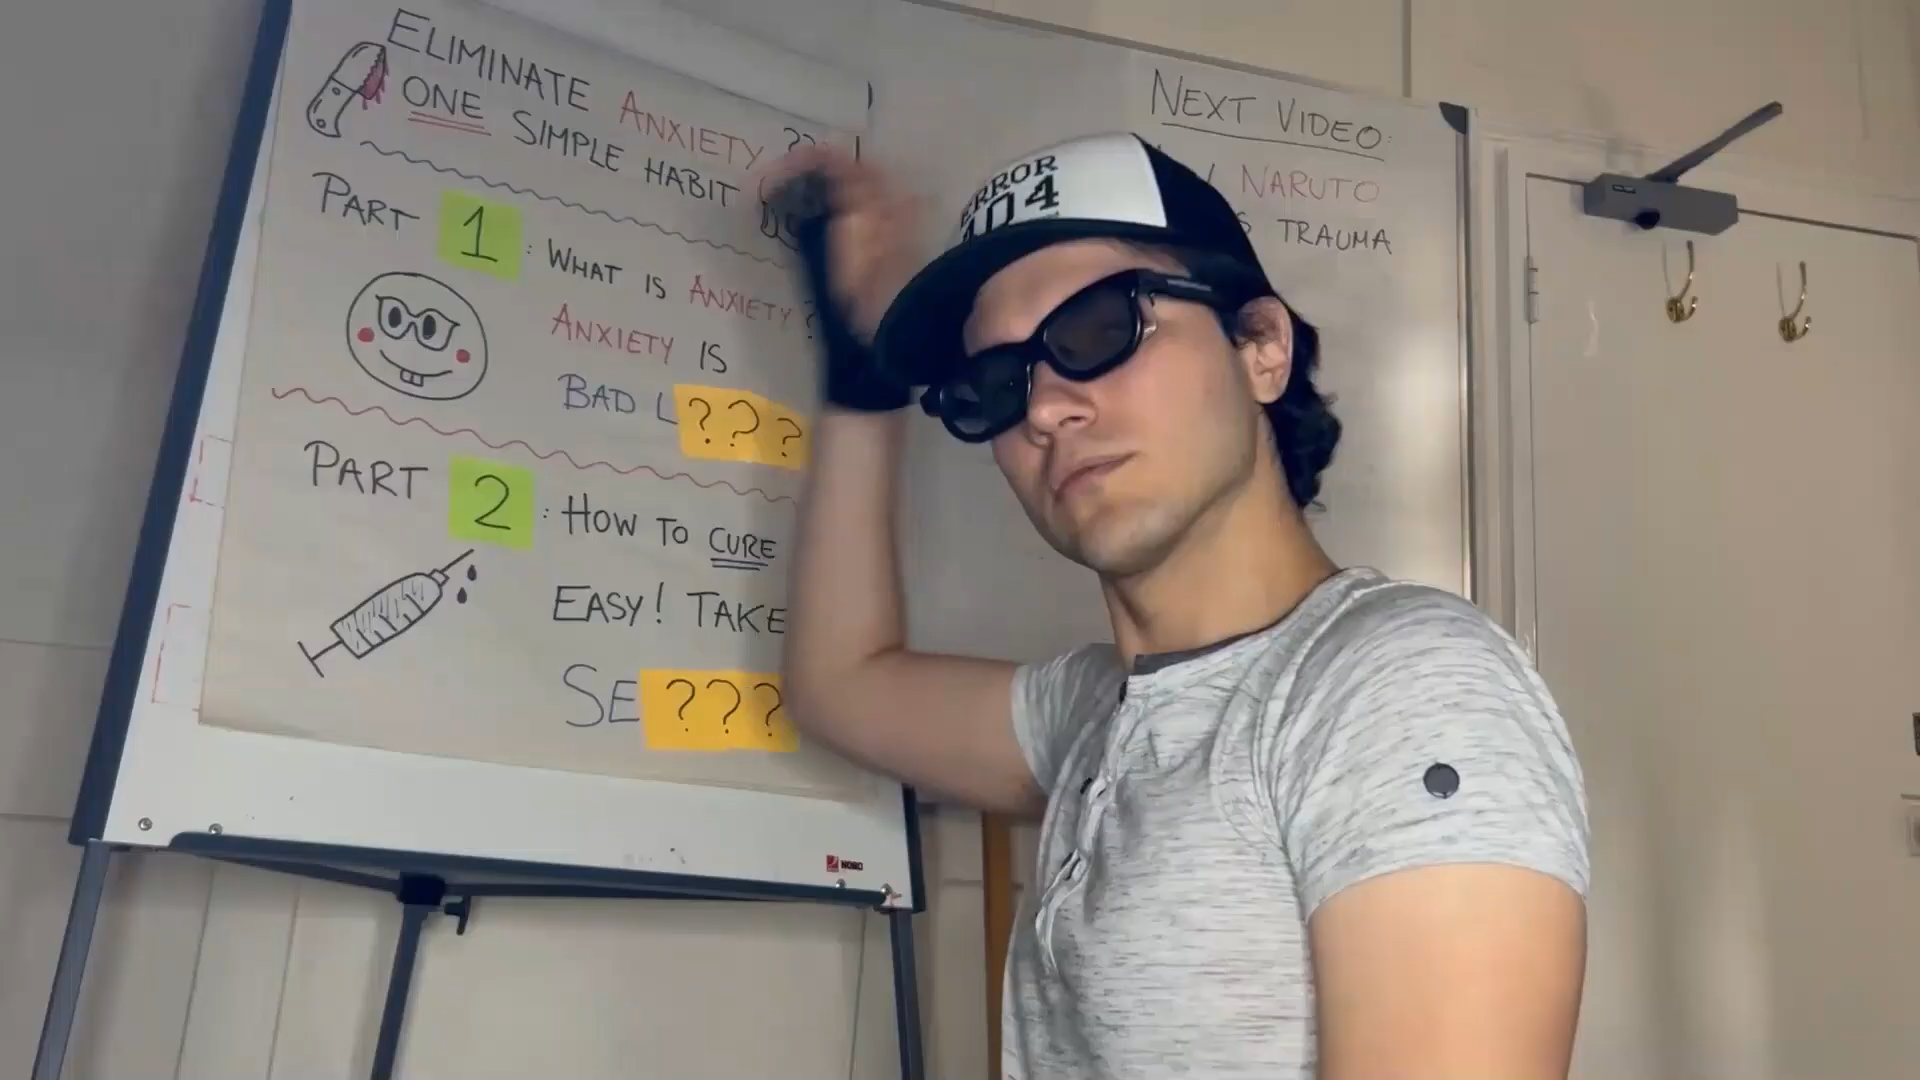 ELIMINATE ANXIETY ??
ONE SIMPLE HABIT
PART 1: WHAT IS ANXIETY?
ANXIETY IS
BAD L???
PART 2: HOW TO CURE
EASY! TAKE
SE???
NOBO
NEXT VIDEO:
NARUTO
TRAUMA
ERROR
404